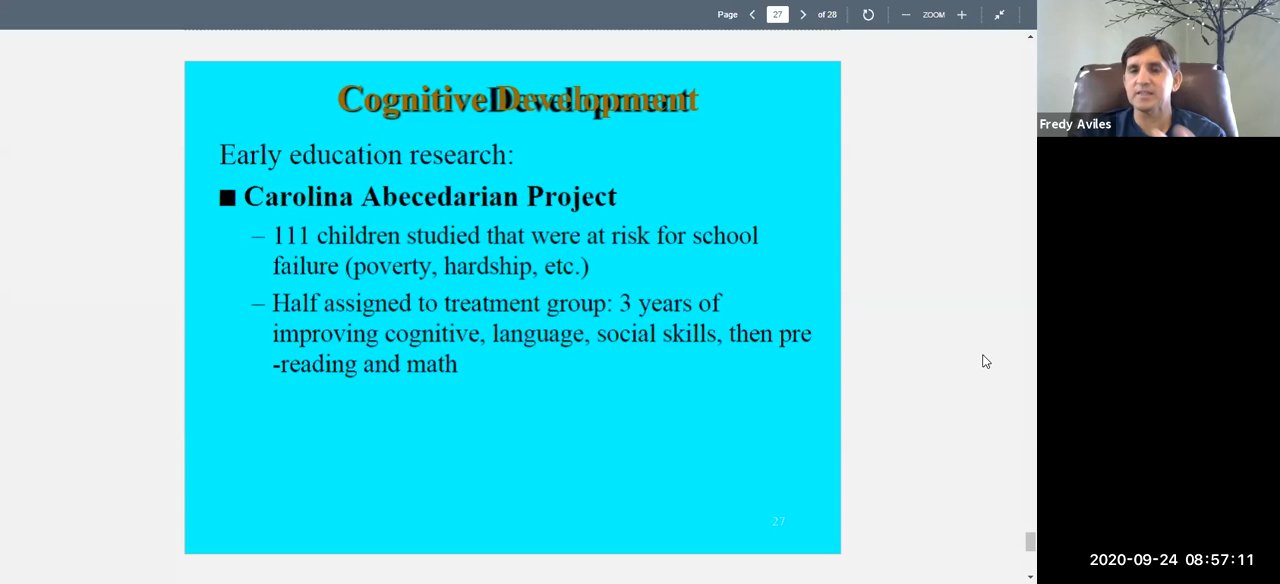 Page 27 of 28 ZOOM
Cognitive Development
Early education research:
Carolina Abecedarian Project
– 111 children studied that were at risk for school
failure (poverty, hardship, etc.)
– Half assigned to treatment group: 3 years of
improving cognitive, language, social skills, then pre
-reading and math
27
Fredy Aviles
2020-09-24 08:57:11